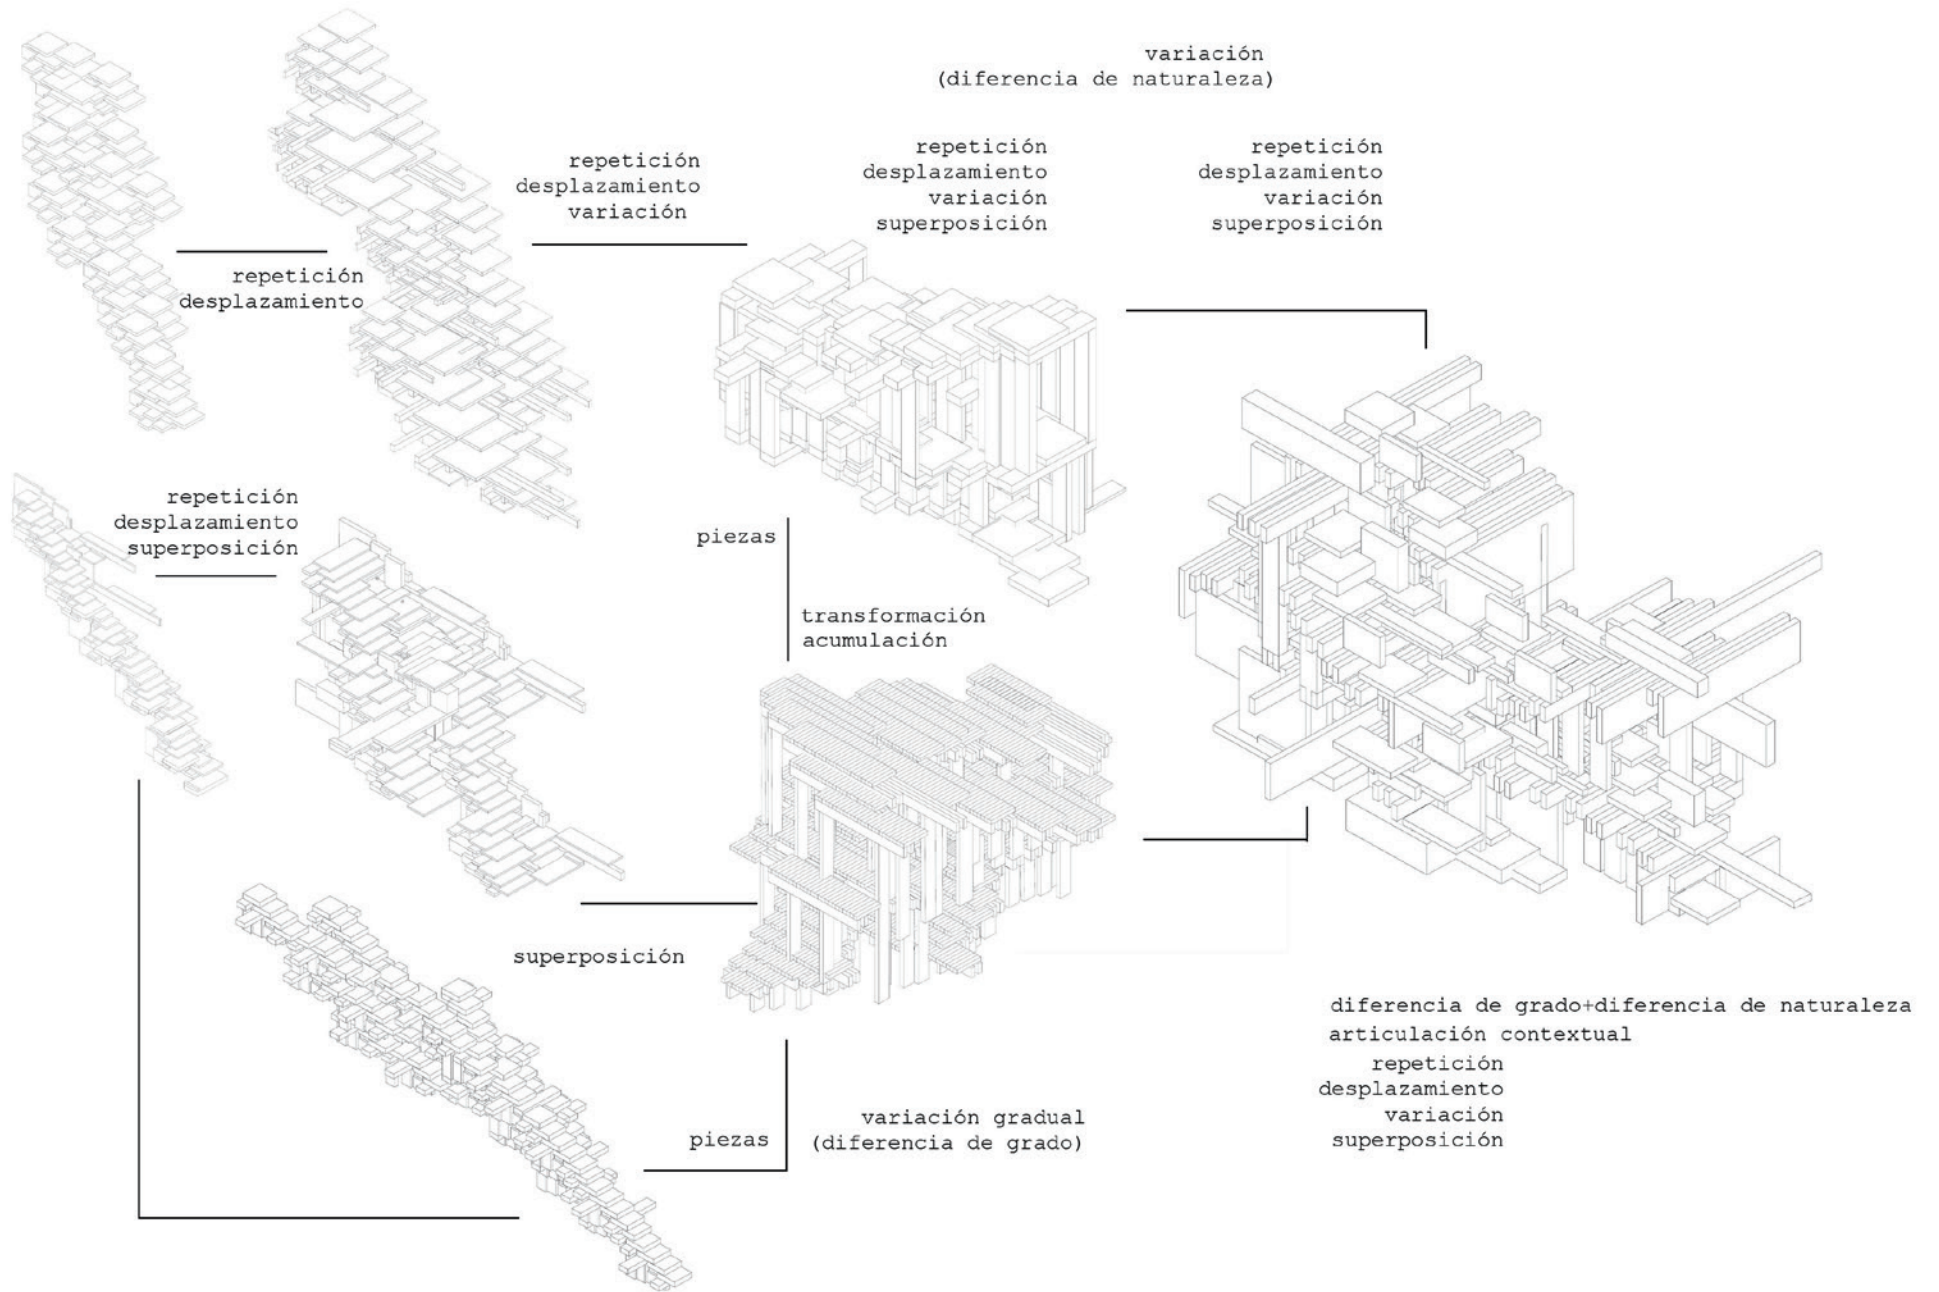 variación
(diferencia de naturaleza)
repetición
desplazamiento
variación
repetición
desplazamiento
variación
superposición
repetición
desplazamiento
variación
superposición
repetición
desplazamiento
repetición
desplazamiento
superposición
piezas
transformación
acumulación
superposición
piezas
variación gradual
(diferencia de grado)
diferencia de grado+diferencia de naturaleza
articulación contextual
repetición
desplazamiento
variación
superposición